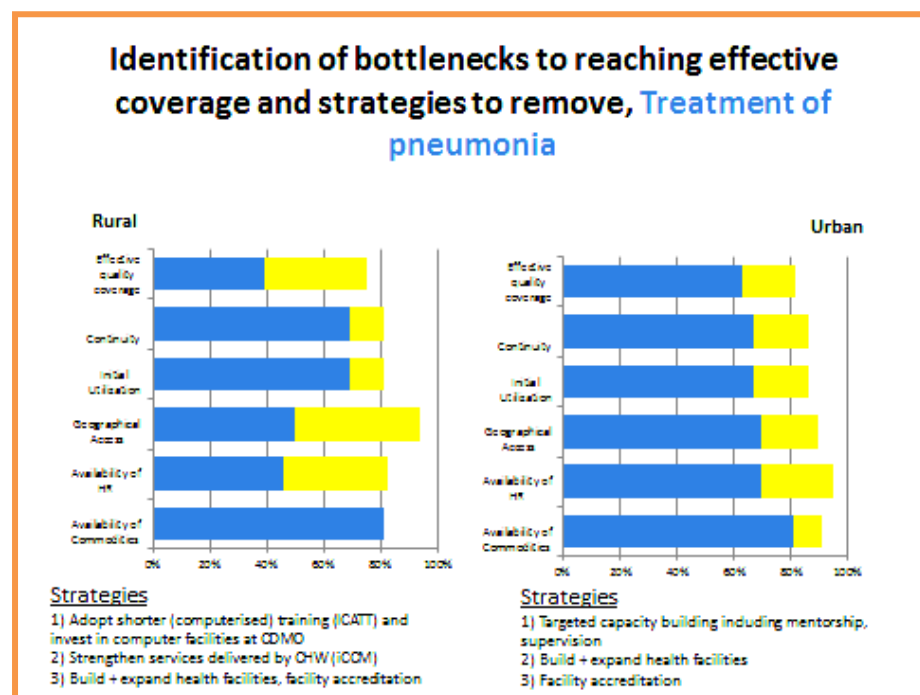 Identification of bottlenecks to reaching effective
coverage and strategies to remove, Treatment of
pneumonia
Rural
Effective
quality
coverage
Continuity
Initial
Utilisation
Geographical
Access
Availability of
HR
Availability of
Commodities
0% 20% 40% 60% 80% 100%
Strategies
1) Adopt shorter (computerised) training (ICATT) and
invest in computer facilities at CDMO
2) Strengthen services delivered by CHW (iCCM)
3) Build + expand health facilities, facility accreditation
Urban
Effective
quality
coverage
Continuity
Initial
Utilisation
Geographical
Access
Availability of
HR
Availability of
Commodities
0% 20% 40% 60% 80% 100%
Strategies
1) Targeted capacity building including mentorship,
supervision
2) Build + expand health facilities
3) Facility accreditation